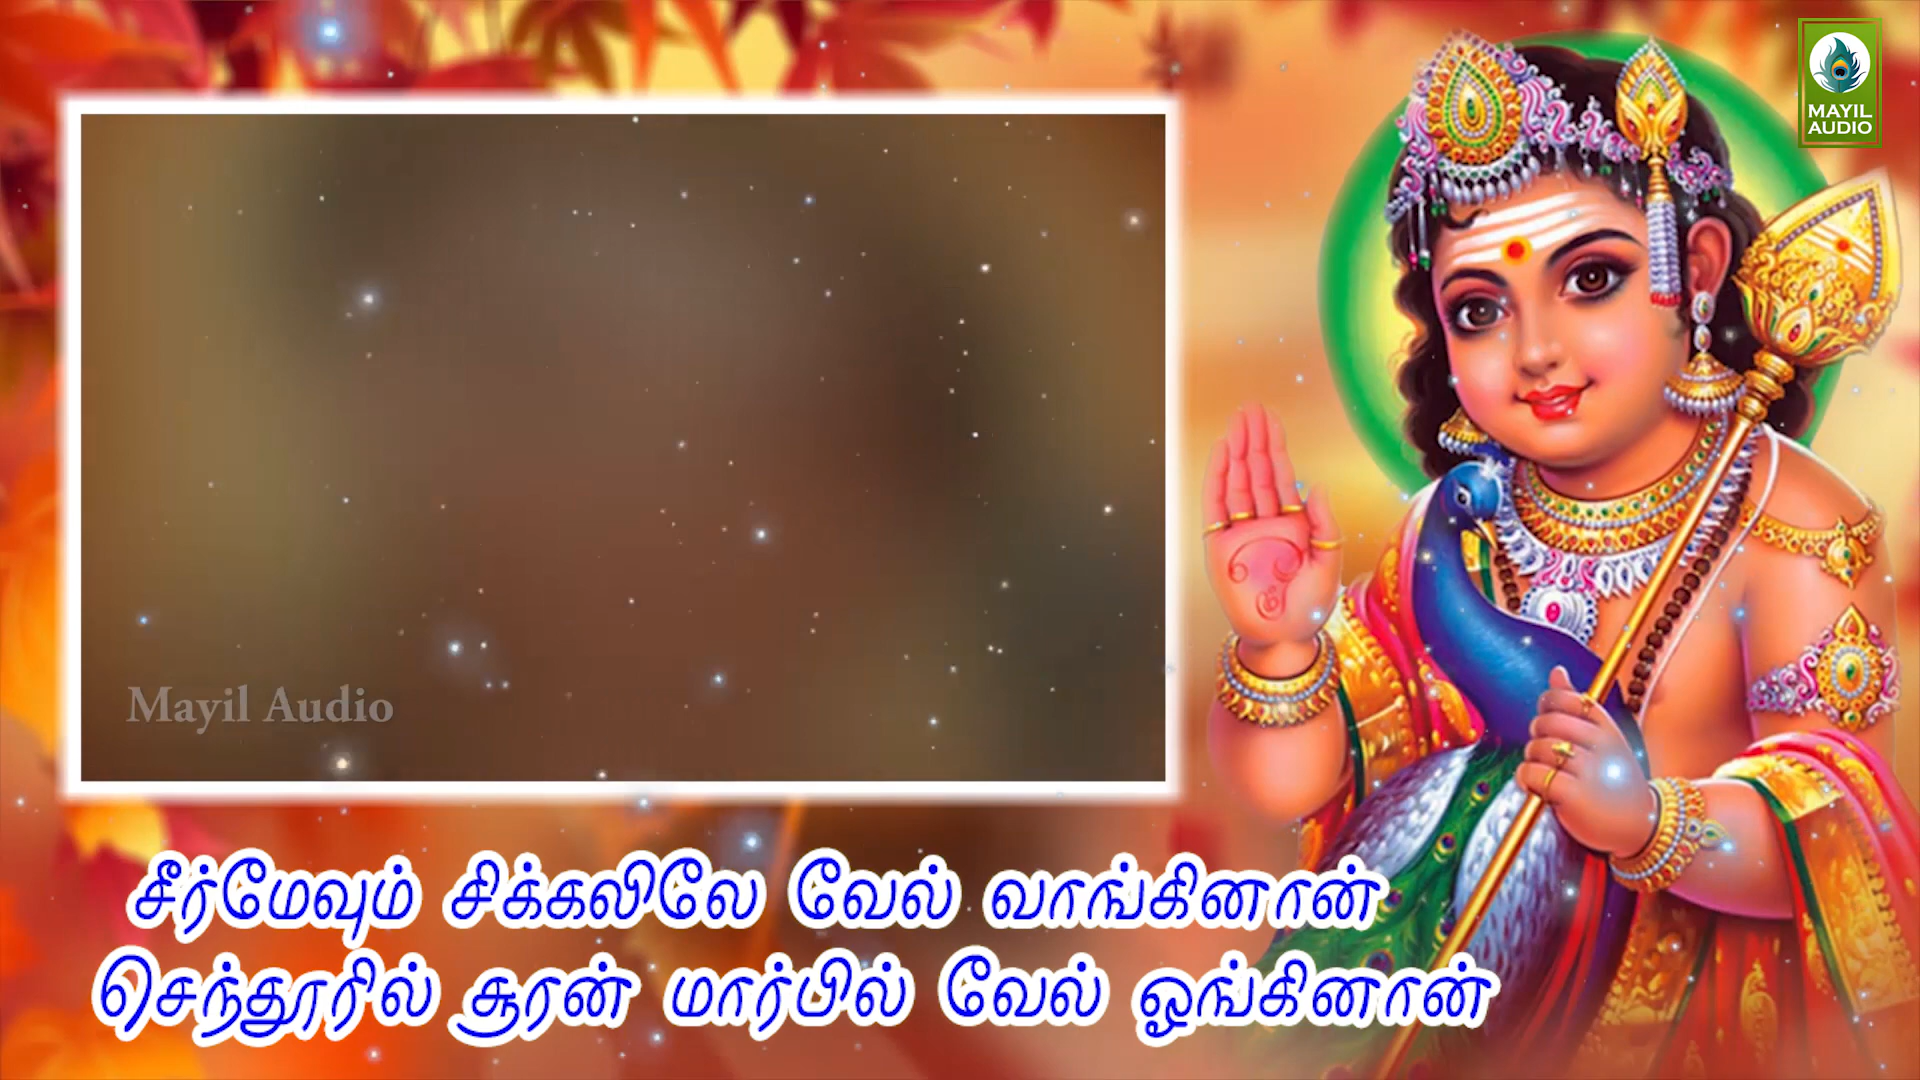 MAYIL
AUDIO
Mayil Audio
சீர்மேவும் சிக்கலிலே வேல் வாங்கினான்
செந்தூரில் சூரன் மார்பில் வேல் ஓங்கினான்